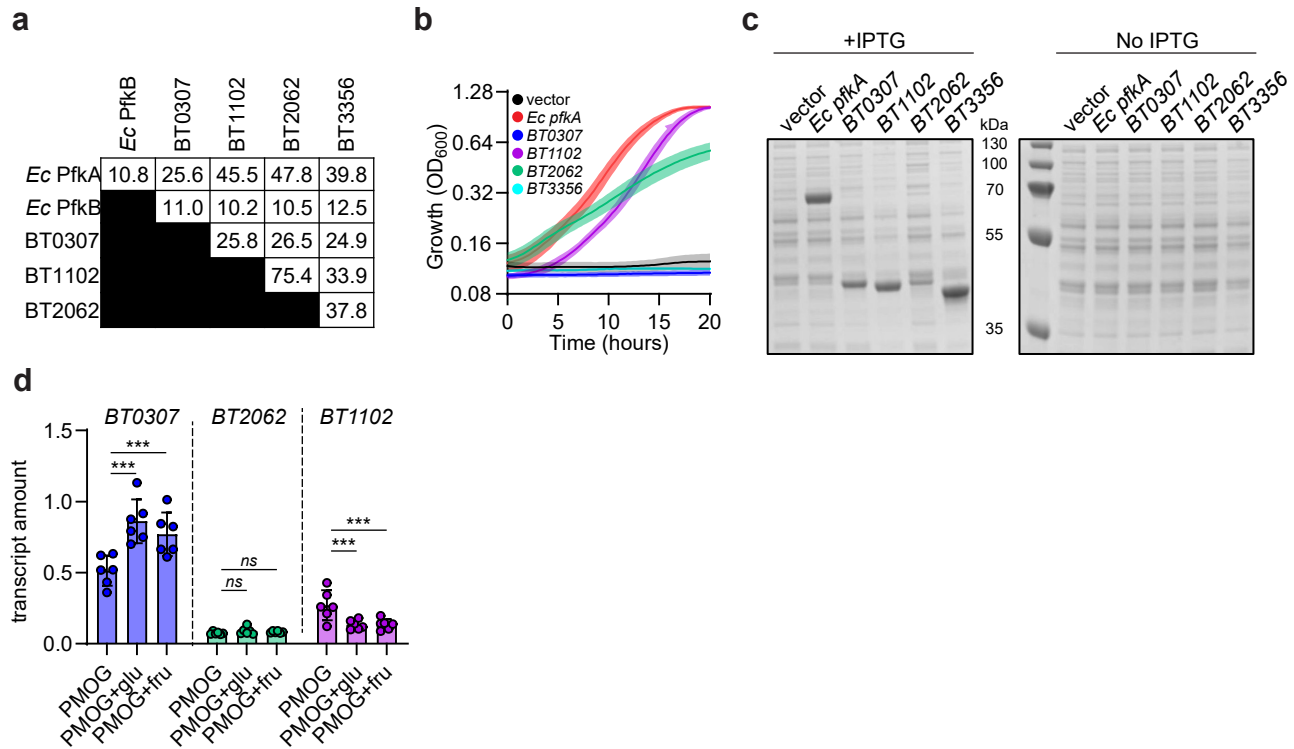 a
Ec PfkB BT0307 BT1102 BT2062 BT3356
Ec PfkA 10.8 25.6 45.5 47.8 39.8
Ec PfkB 11.0 10.2 10.5 12.5
BT0307 25.8 26.5 24.9
BT1102 75.4 33.9
BT2062 37.8
b
Growth (OD600)
1.28
0.64
0.32
0.16
0.08
vector
Ec pfkA
BT0307
BT1102
BT2062
BT3356
0 5 10 15 20
Time (hours)
c
+IPTG
vector Ec pfkA BT0307 BT1102 BT2062 BT3356
No IPTG
vector Ec pfkA BT0307 BT1102 BT2062 BT3356
kDa
130
100
70
55
35
d
BT0307 BT2062 BT1102
transcript amount
1.5
1.0
0.5
0.0
***
***
ns
ns
***
***
PMOG PMOG+glu PMOG+fru PMOG PMOG+glu PMOG+fru PMOG PMOG+glu PMOG+fru